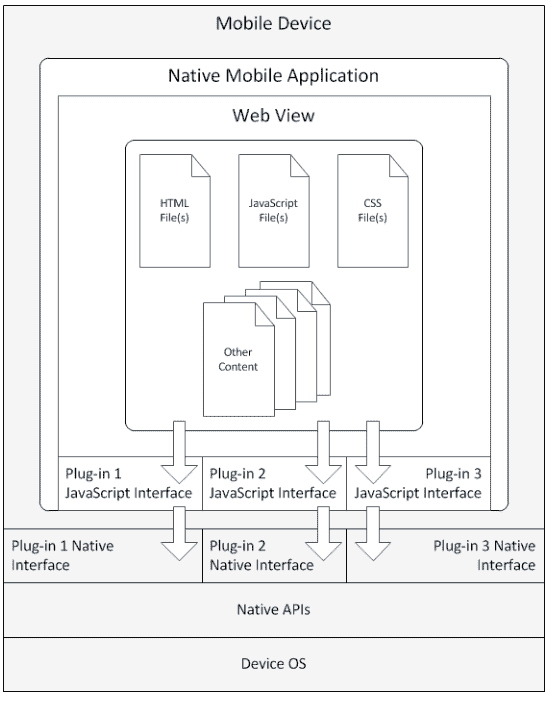 Mobile Device
Native Mobile Application
Web View
HTML
File(s)
JavaScript
File(s)
CSS
File(s)
Other
Content
Plug-in 1
JavaScript Interface
Plug-in 2
JavaScript Interface
Plug-in 3
JavaScript Interface
Plug-in 1 Native
Interface
Plug-in 2
Native Interface
Plug-in 3 Native
Interface
Native APIs
Device OS